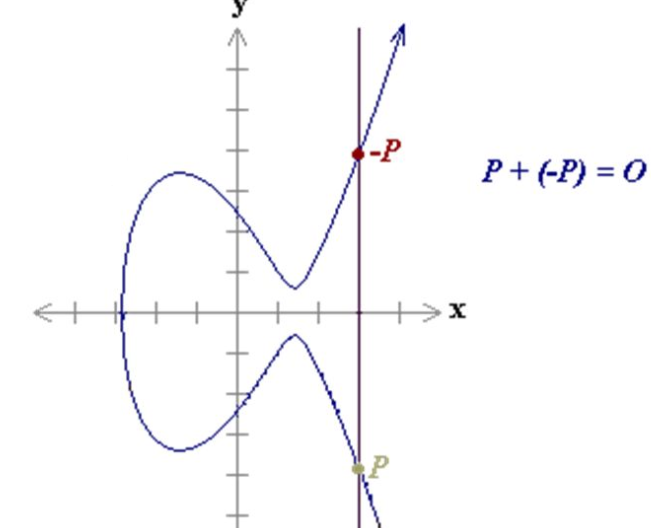 y
-P
P + (-P) = O
x
P